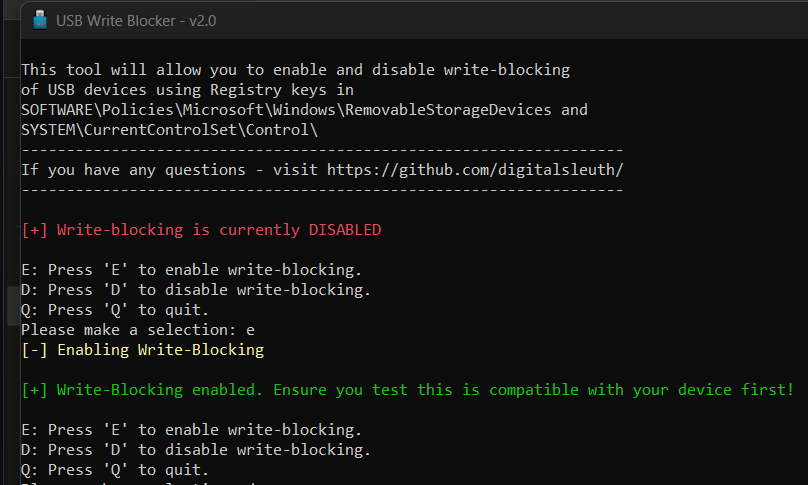 USB Write Blocker - v2.0
This tool will allow you to enable and disable write-blocking
of USB devices using Registry keys in
SOFTWARE\Policies\Microsoft\Windows\RemovableStorageDevices and
SYSTEM\CurrentControlSet\Control\
--------------------------------------------------------------------
If you have any questions - visit https://github.com/digitalsleuth/
--------------------------------------------------------------------
[+] Write-blocking is currently DISABLED
E: Press 'E' to enable write-blocking.
D: Press 'D' to disable write-blocking.
Q: Press 'Q' to quit.
Please make a selection: e
[-] Enabling Write-Blocking
[+] Write-Blocking enabled. Ensure you test this is compatible with your device first!
E: Press 'E' to enable write-blocking.
D: Press 'D' to disable write-blocking.
Q: Press 'Q' to quit.